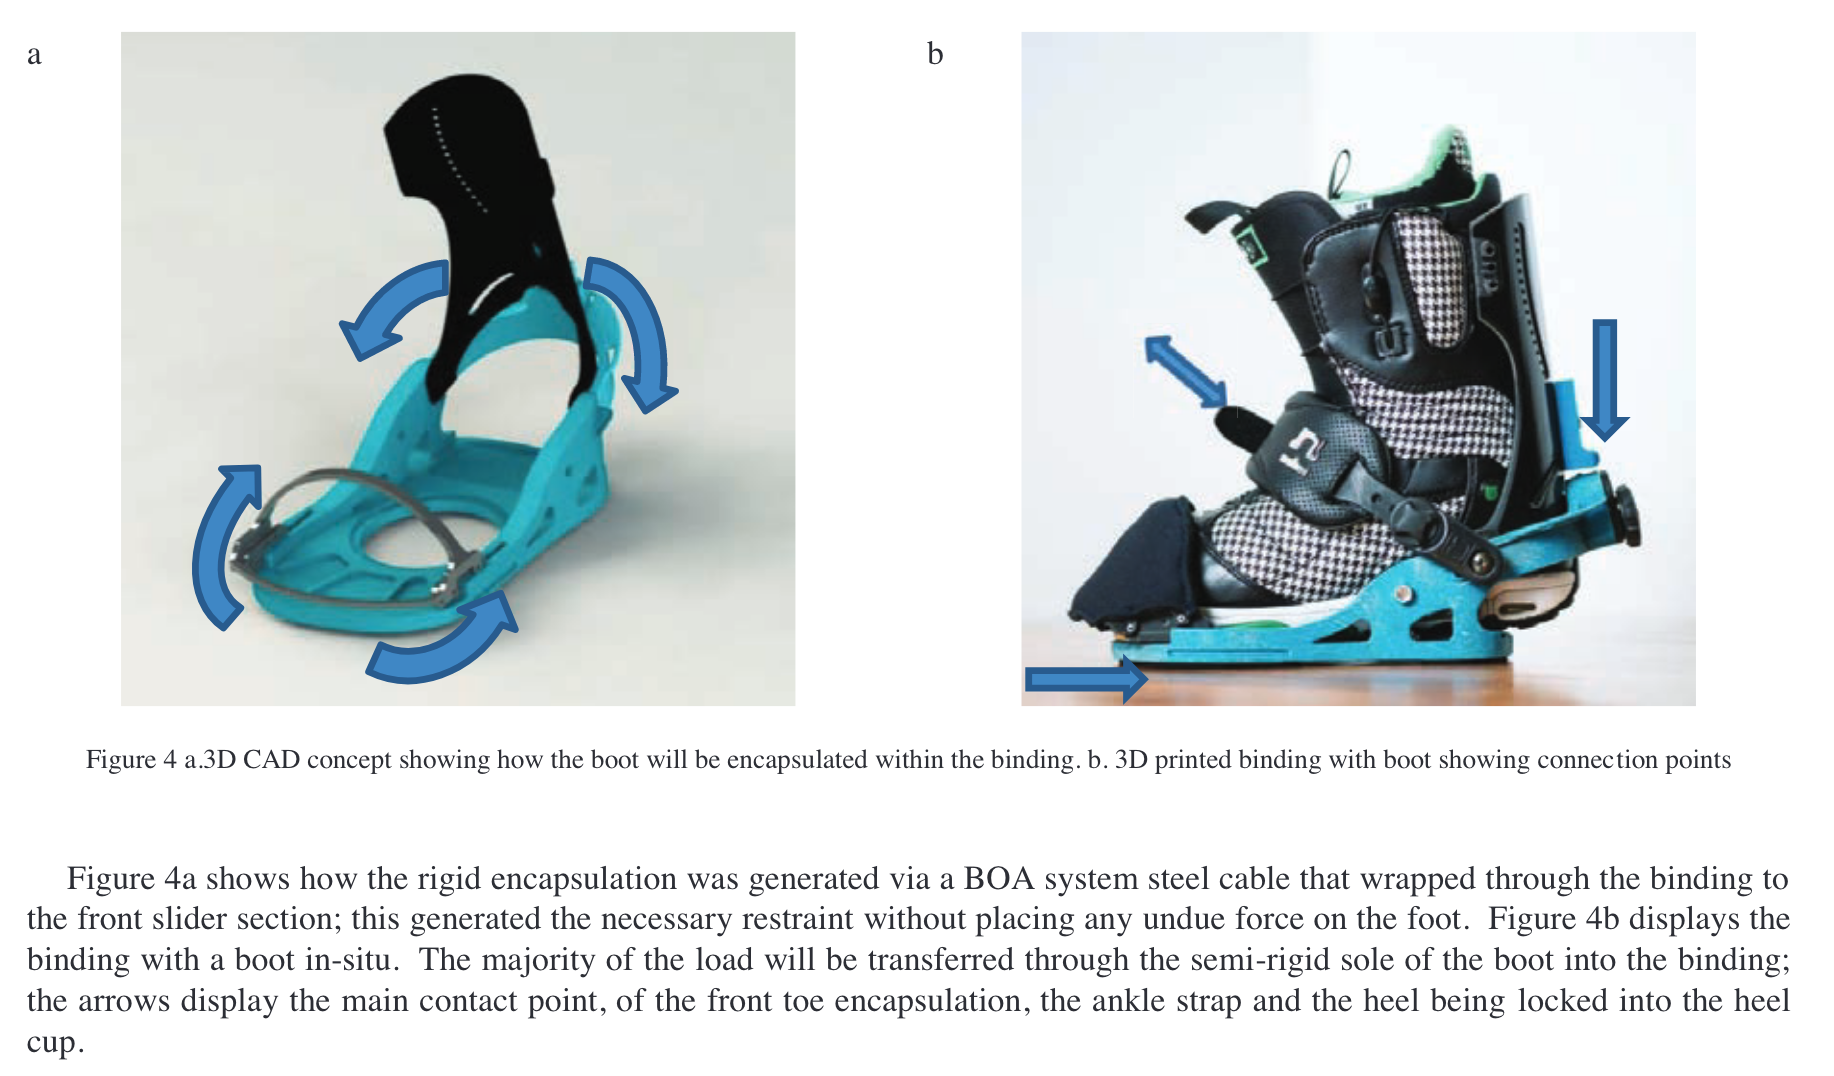 a
b
Figure 4 a.3D CAD concept showing how the boot will be encapsulated within the binding. b. 3D printed binding with boot showing connection points
Figure 4a shows how the rigid encapsulation was generated via a BOA system steel cable that wrapped through the binding to
the front slider section; this generated the necessary restraint without placing any undue force on the foot.  Figure 4b displays the
binding with a boot in-situ.  The majority of the load will be transferred through the semi-rigid sole of the boot into the binding;
the arrows display the main contact point, of the front toe encapsulation, the ankle strap and the heel being locked into the heel
cup.